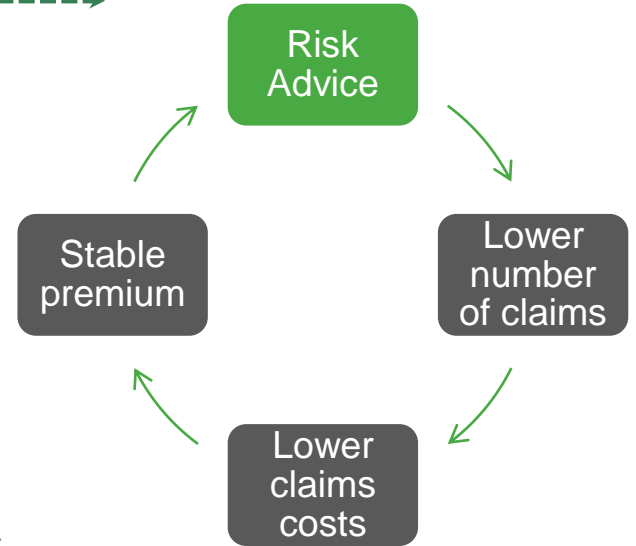 Risk
Advice
Lower
number
of claims
Lower
claims
costs
Stable
premium